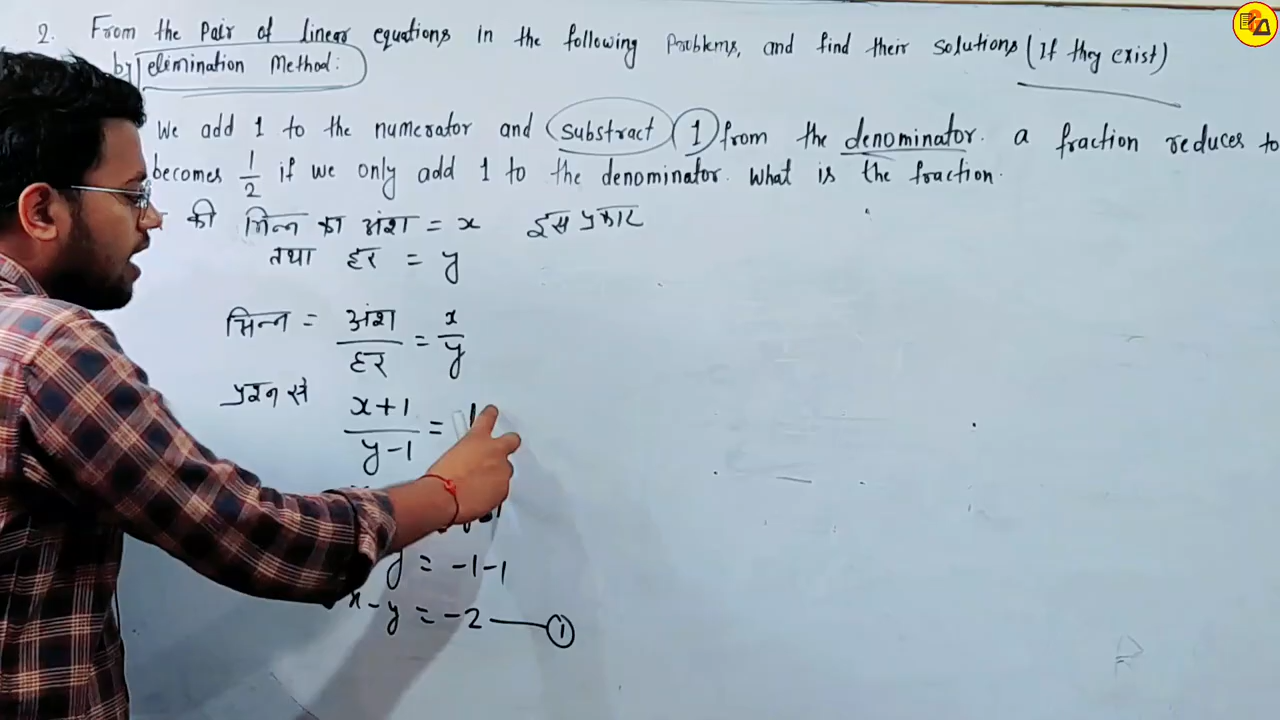 2. From the Pair of linear equations in the following Problems, and find their solutions (If they exist)
by elimination Method:
We add 1 to the numerator and substract 1 from the denominator. a fraction reduces to
becomes 1/2 if we only add 1 to the denominator. What is the fraction.
की भिन्न का अंश = x इस प्रकार
तथा हर = y
भिन्न = अंश/हर = x/y
प्रश्न से x+1/y-1 = 1
y = -1-1
x-y = -2 — ①